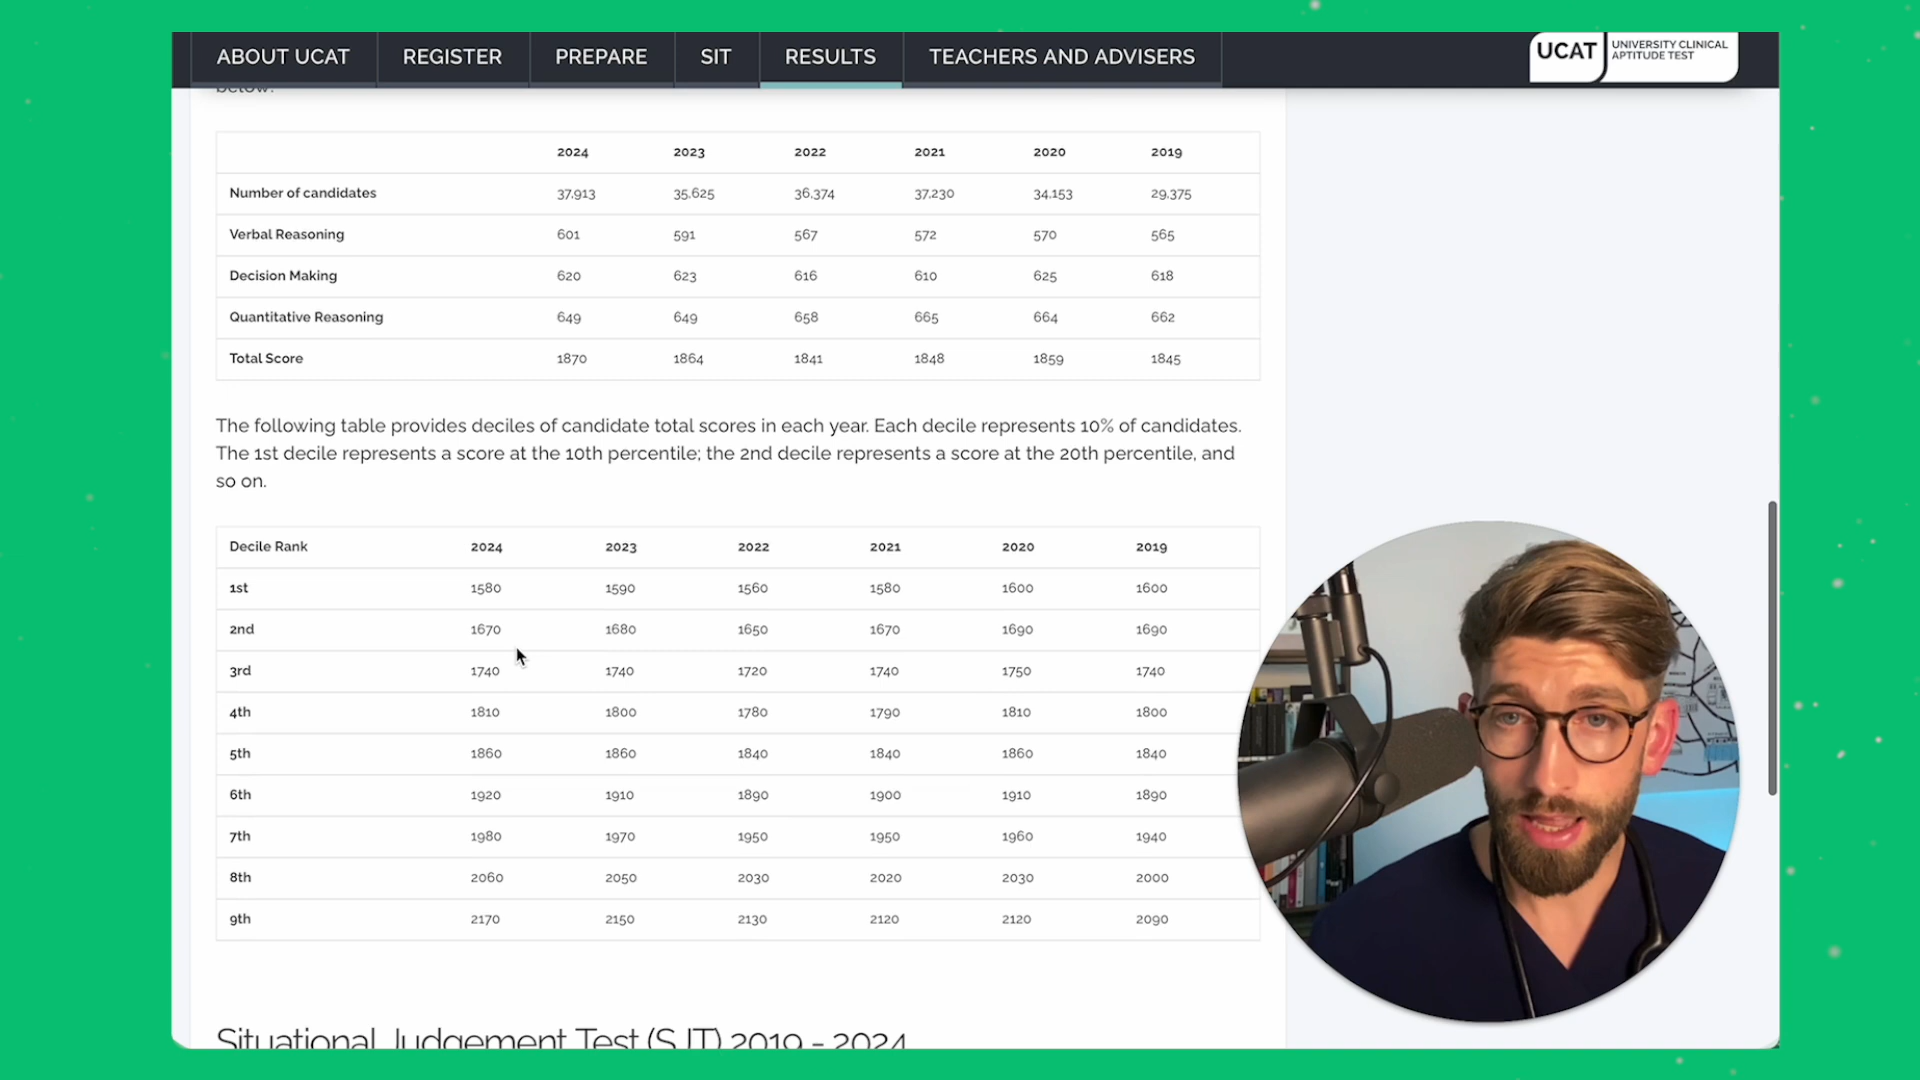 ABOUT UCAT REGISTER PREPARE SIT RESULTS TEACHERS AND ADVISERS
UCAT UNIVERSITY CLINICAL
APTITUDE TEST
below:
2024 2023 2022 2021 2020 2019
Number of candidates 37,913 35,625 36,374 37,230 34,153 29,375
Verbal Reasoning 601 591 567 572 570 565
Decision Making 620 623 616 610 625 618
Quantitative Reasoning 649 649 658 665 664 662
Total Score 1870 1864 1841 1848 1859 1845
The following table provides deciles of candidate total scores in each year. Each decile represents 10% of candidates.
The 1st decile represents a score at the 10th percentile; the 2nd decile represents a score at the 20th percentile, and
so on.
Decile Rank 2024 2023 2022 2021 2020 2019
1st 1580 1590 1560 1580 1600 1600
2nd 1670 1680 1650 1670 1690 1690
3rd 1740 1740 1720 1740 1750 1740
4th 1810 1800 1780 1790 1810 1800
5th 1860 1860 1840 1840 1860 1840
6th 1920 1910 1890 1900 1910 1890
7th 1980 1970 1950 1950 1960 1940
8th 2060 2050 2030 2020 2030 2000
9th 2170 2150 2130 2120 2120 2090
Situational Judgement Test (SJT) 2019 - 2024